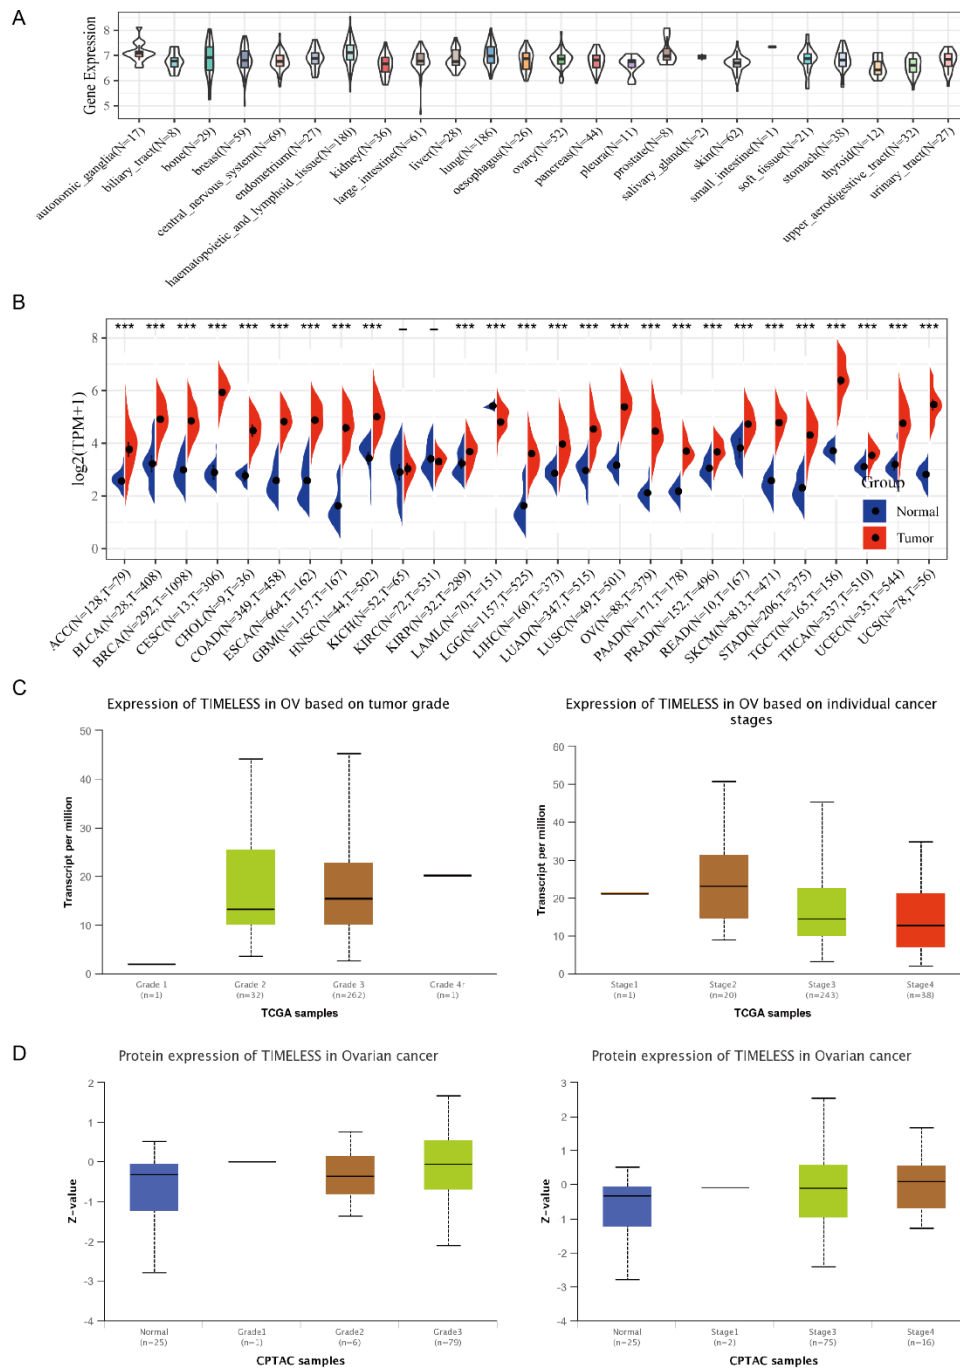 A
Gene Expression
8
7
6
5
autonomic_ganglia(N=17)
biliary_tract(N=8)
bone(N=29)
breast(N=59)
central_nervous_system(N=69)
endometrium(N=27)
haematopoietic_and_lymphoid_tissue(N=180)
kidney(N=36)
large_intestine(N=61)
liver(N=28)
lung(N=186)
oesophagus(N=26)
ovary(N=52)
pancreas(N=44)
pleura(N=11)
prostate(N=8)
salivary_gland(N=2)
skin(N=62)
small_intestine(N=1)
soft_tissue(N=21)
stomach(N=38)
thyroid(N=12)
upper_aerodigestive_tract(N=32)
urinary_tract(N=27)
B
*** *** *** *** *** *** *** *** *** – – *** *** *** *** *** *** *** *** *** *** *** *** *** *** *** ***
log2(TPM+1)
8
6
4
2
0
Group
Normal
Tumor
ACC(N=128,T=79)
BLCA(N=28,T=408)
BRCA(N=292,T=1098)
CESC(N=13,T=306)
CHOL(N=9,T=36)
COAD(N=349,T=458)
ESCA(N=664,T=162)
GBM(N=1157,T=167)
HNSC(N=44,T=502)
KICH(N=52,T=65)
KIRC(N=72,T=531)
KIRP(N=32,T=289)
LAML(N=70,T=151)
LGG(N=1157,T=525)
LIHC(N=160,T=373)
LUAD(N=347,T=515)
LUSC(N=49,T=501)
OV(N=88,T=379)
PAAD(N=171,T=178)
PRAD(N=152,T=496)
READ(N=10,T=167)
SKCM(N=813,T=471)
STAD(N=206,T=375)
TGCT(N=165,T=156)
THCA(N=337,T=510)
UCEC(N=35,T=544)
UCS(N=78,T=56)
C
Expression of TIMELESS in OV based on tumor grade
Transcript per million
50
40
30
20
10
0
Grade 1 Grade 2 Grade 3 Grade 4r
(n=1) (n=32) (n=262) (n=1)
TCGA samples
Expression of TIMELESS in OV based on individual cancer
stages
Transcript per million
60
50
40
30
20
10
0
Stage1 Stage2 Stage3 Stage4
(n=1) (n=20) (n=243) (n=38)
TCGA samples
D
Protein expression of TIMELESS in Ovarian cancer
Z-value
2
1
0
-1
-2
-3
-4
Normal Grade1 Grade2 Grade3
(n=25) (n=1) (n=6) (n=79)
CPTAC samples
Protein expression of TIMELESS in Ovarian cancer
Z-value
3
2
1
0
1
-2
-3
-4
Normal Stage1 Stage3 Stage4
(n=25) (n=2) (n=75) (n=16)
CPTAC samples